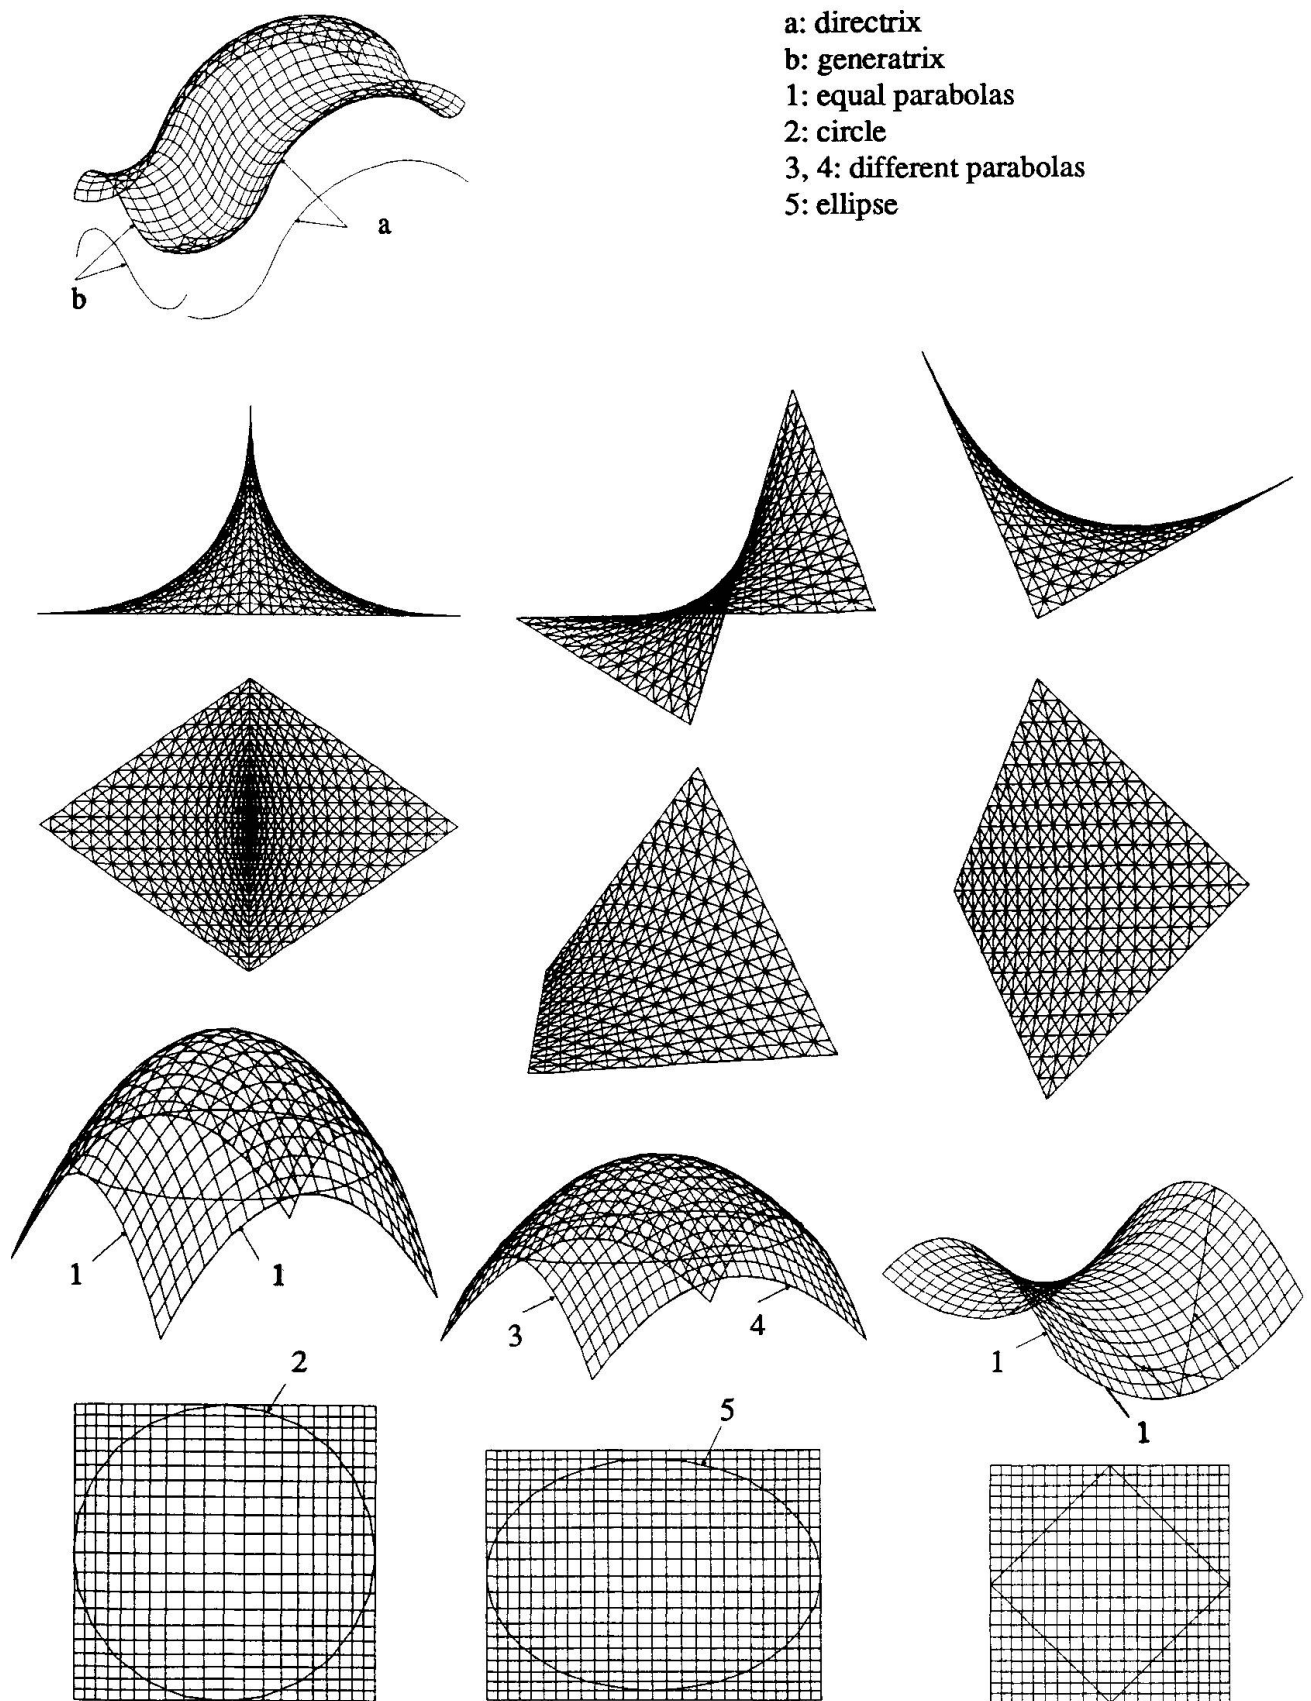 a: directrix
b: generatrix
1: equal parabolas
2: circle
3, 4: different parabolas
5: ellipse
a
b
1
1
3
4
1
1
2
5